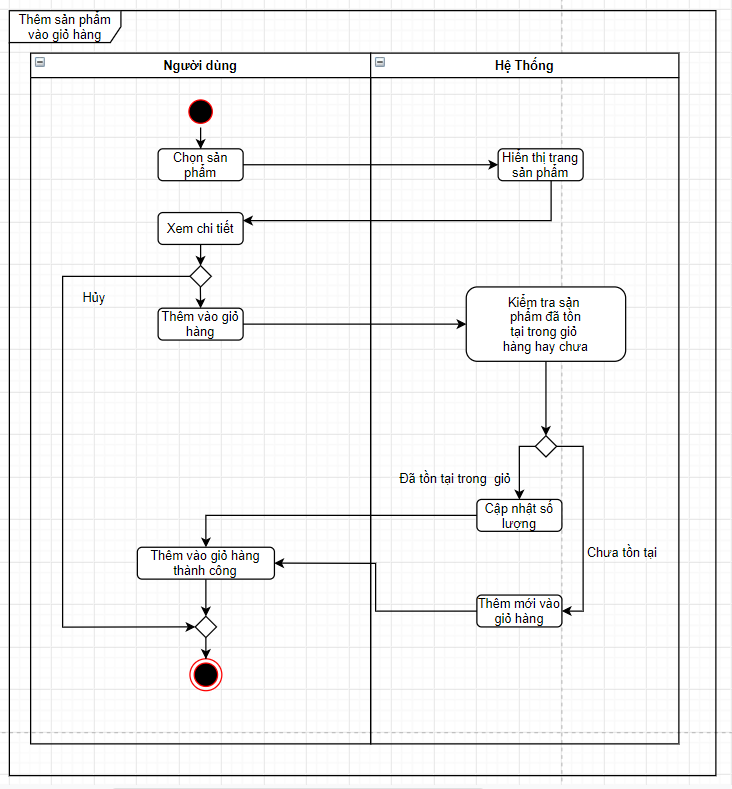 Thêm sản phẩm
vào giỏ hàng
Người dùng
Hệ Thống
Chọn sản
phẩm
Hiển thị trang
sản phẩm
Xem chi tiết
Hủy
Thêm vào giỏ
hàng
Kiểm tra sản
phẩm đã tồn
tại trong giỏ
hàng hay chưa
Đã tồn tại trong giỏ
Cập nhật số
lượng
Thêm vào giỏ hàng
thành công
Chưa tồn tại
Thêm mới vào
giỏ hàng